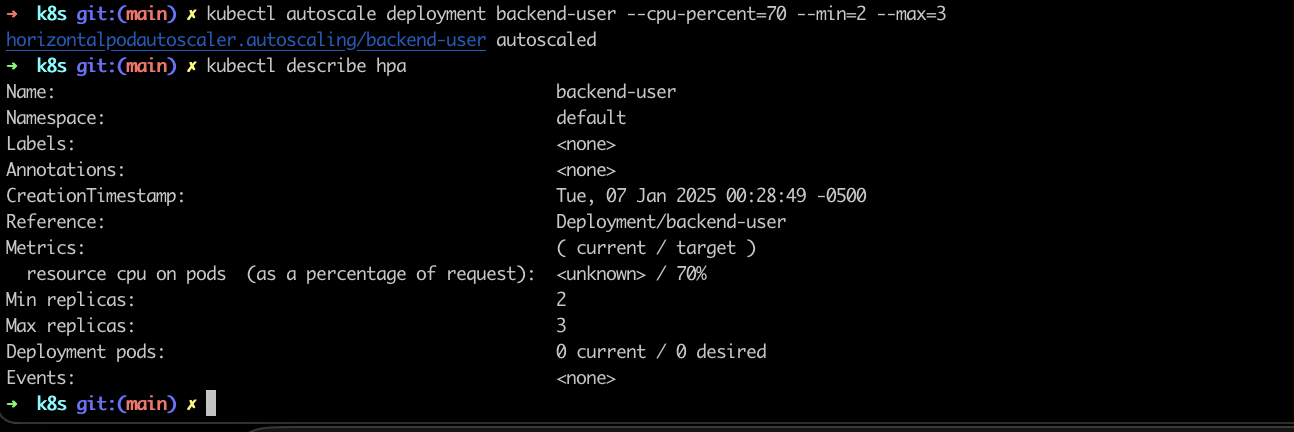 → k8s git:(main) ✗ kubectl autoscale deployment backend-user --cpu-percent=70 --min=2 --max=3
horizontalpodautoscaler.autoscaling/backend-user autoscaled
→ k8s git:(main) ✗ kubectl describe hpa
Name: backend-user
Namespace: default
Labels: <none>
Annotations: <none>
CreationTimestamp: Tue, 07 Jan 2025 00:28:49 -0500
Reference: Deployment/backend-user
Metrics: ( current / target )
resource cpu on pods (as a percentage of request): <unknown> / 70%
Min replicas: 2
Max replicas: 3
Deployment pods: 0 current / 0 desired
Events: <none>
→ k8s git:(main) ✗